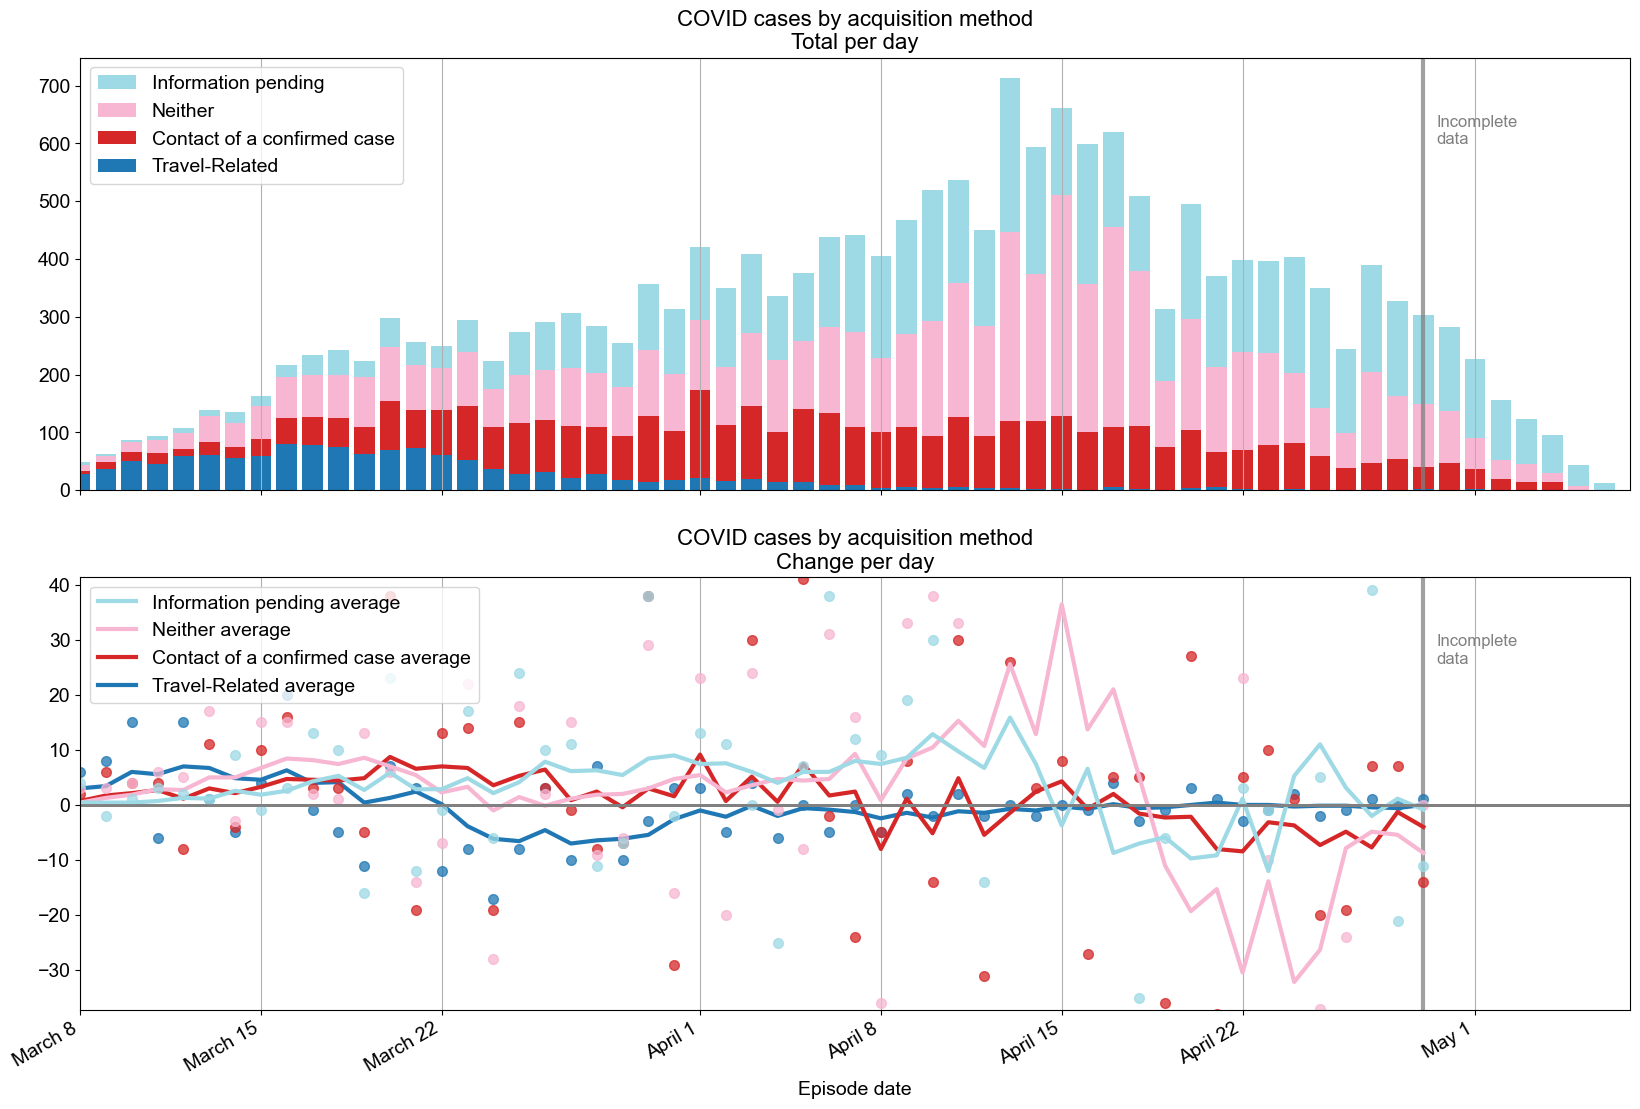 COVID cases by acquisition method
Total per day
700
600
500
400
300
200
100
0
Information pending
Neither
Contact of a confirmed case
Travel-Related
Incomplete
data
COVID cases by acquisition method
Change per day
40
30
20
10
0
−10
−20
−30
Information pending average
Neither average
Contact of a confirmed case average
Travel-Related average
Incomplete
data
March 8
March 15
March 22
April 1
April 8
April 15
April 22
May 1
Episode date